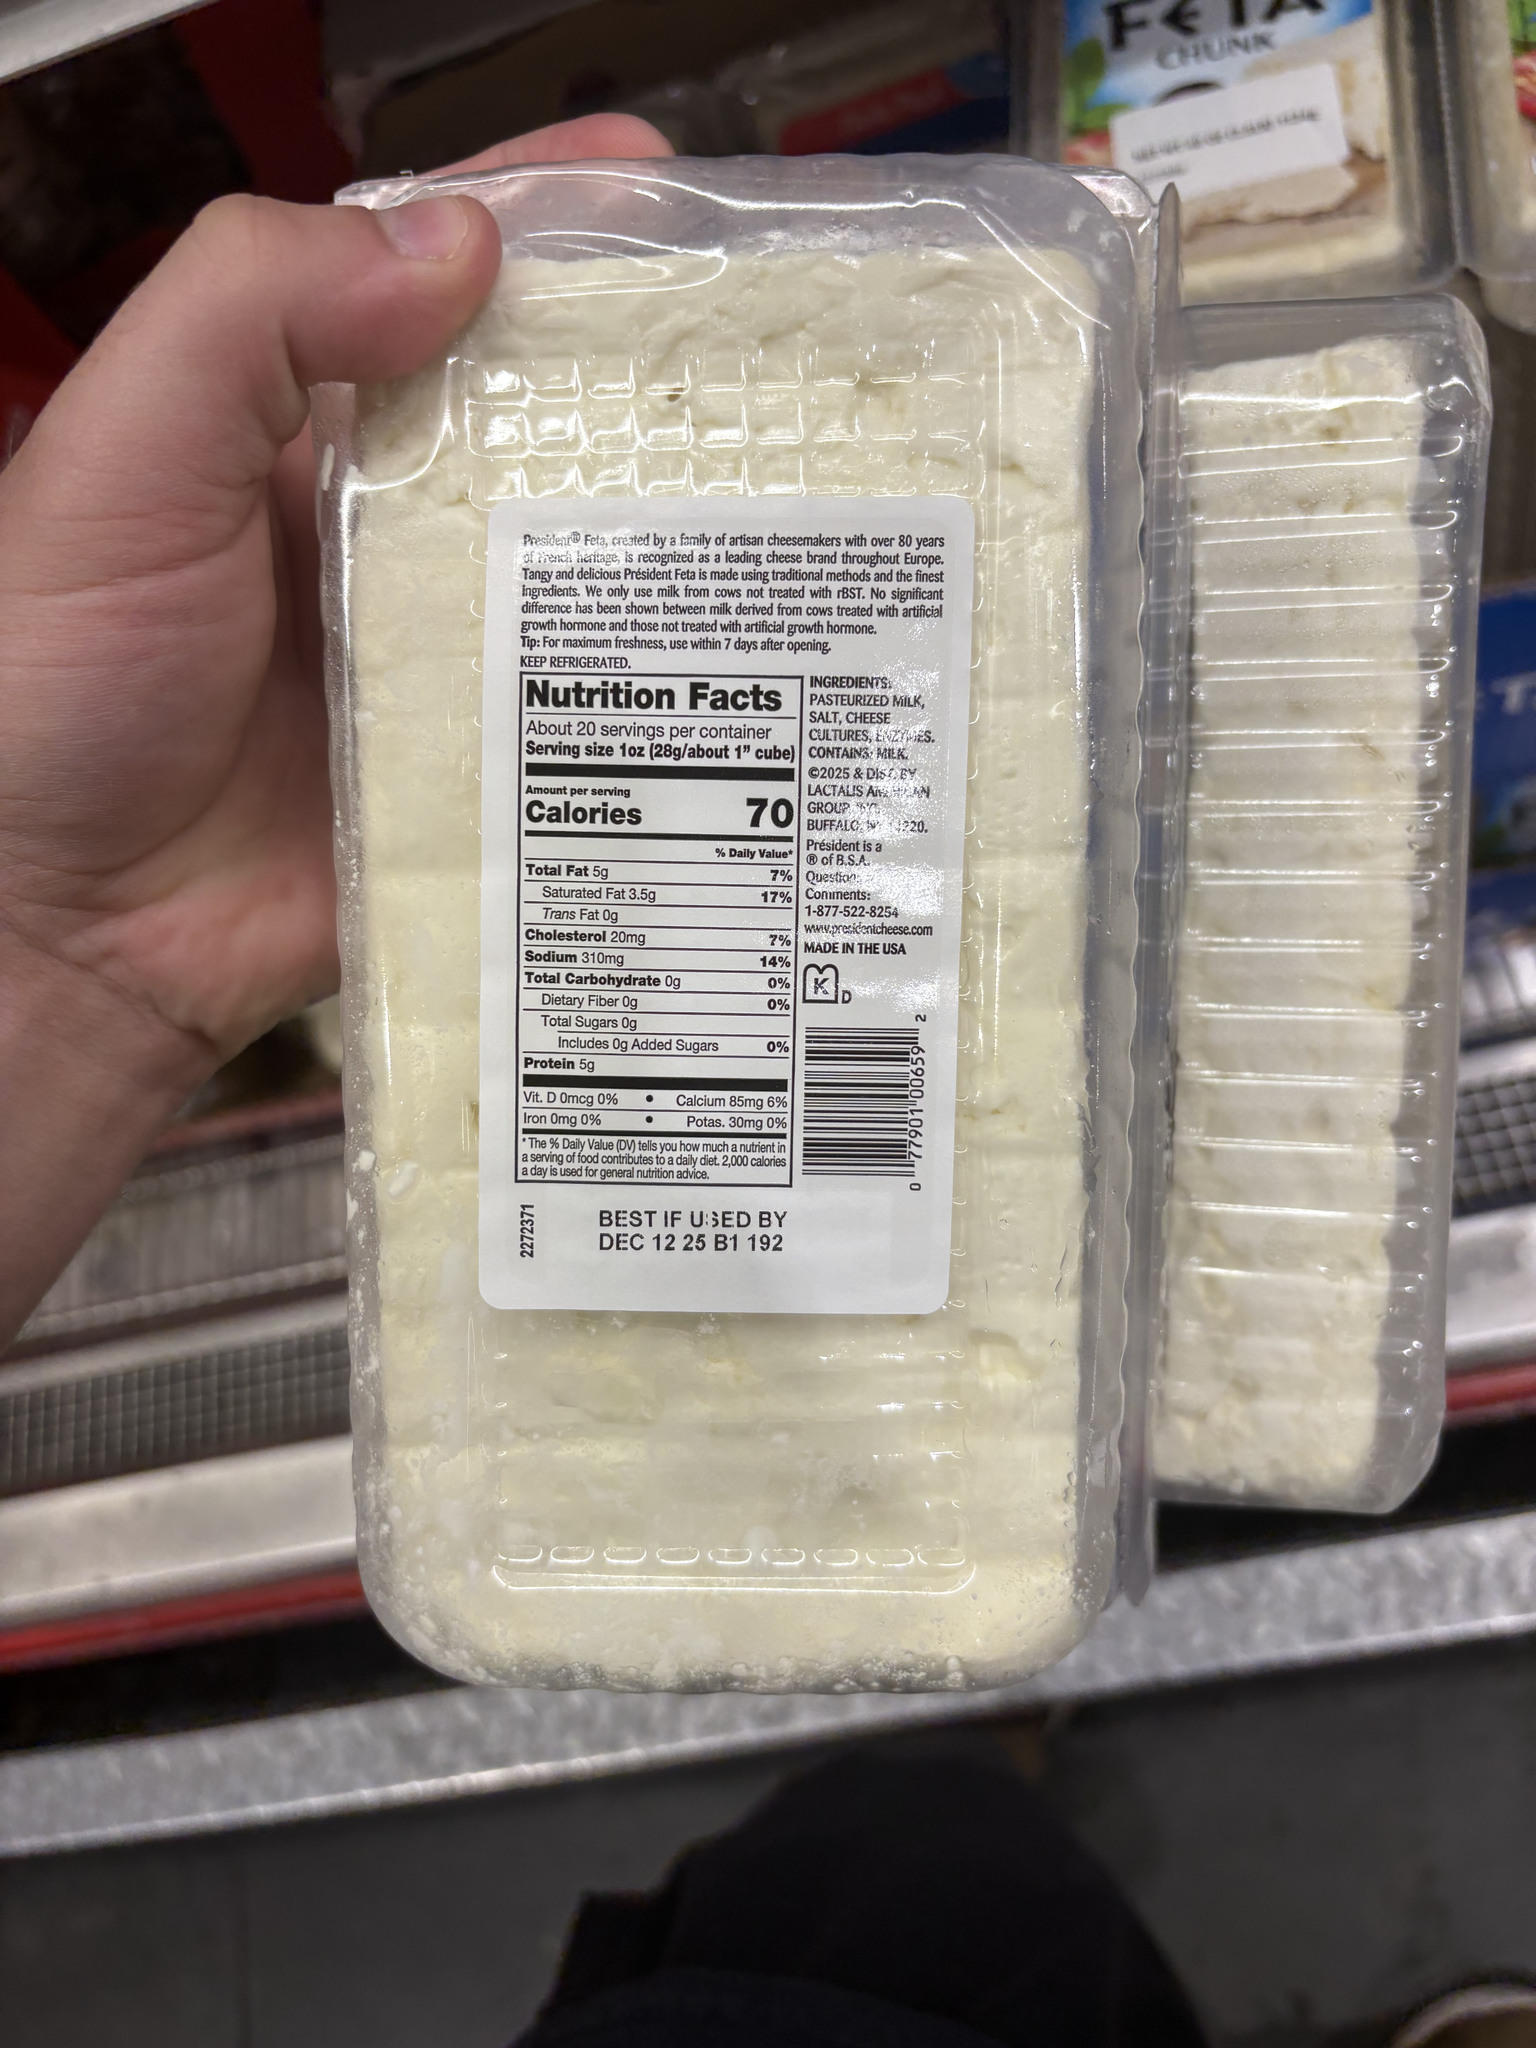 FETA
CHUNK
President® Feta, created by a family of artisan cheesemakers with over 80 years
of French heritage, is recognized as a leading cheese brand throughout Europe.
Tangy and delicious Président Feta is made using traditional methods and the finest
ingredients. We only use milk from cows not treated with rBST. No significant
difference has been shown between milk derived from cows treated with artificial
growth hormone and those not treated with artificial growth hormone.
Tip: For maximum freshness, use within 7 days after opening.
KEEP REFRIGERATED.
Nutrition Facts
About 20 servings per container
Serving size 1oz (28g/about 1” cube)
Amount per serving
Calories 70
% Daily Value*
Total Fat 5g 7%
Saturated Fat 3.5g 17%
Trans Fat 0g
Cholesterol 20mg 7%
Sodium 310mg 14%
Total Carbohydrate 0g 0%
Dietary Fiber 0g 0%
Total Sugars 0g
Includes 0g Added Sugars 0%
Protein 5g
Vit. D 0mcg 0% • Calcium 85mg 6%
Iron 0mg 0% • Potas. 30mg 0%
* The % Daily Value (DV) tells you how much a nutrient in
a serving of food contributes to a daily diet. 2,000 calories
a day is used for general nutrition advice.
INGREDIENTS:
PASTEURIZED MILK,
SALT, CHEESE
CULTURES, ENZYMES.
CONTAINS: MILK.
©2025 & DIST. BY
LACTALIS AMERICAN
GROUP, INC.
BUFFALO, NY
Président is a
® of B.S.A.
Comments:
1-877-522-8254
www.presidentcheese.com
MADE IN THE USA
K D
0 77901 00659 2
2272371
BEST IF USED BY
DEC 12 25 B1 192